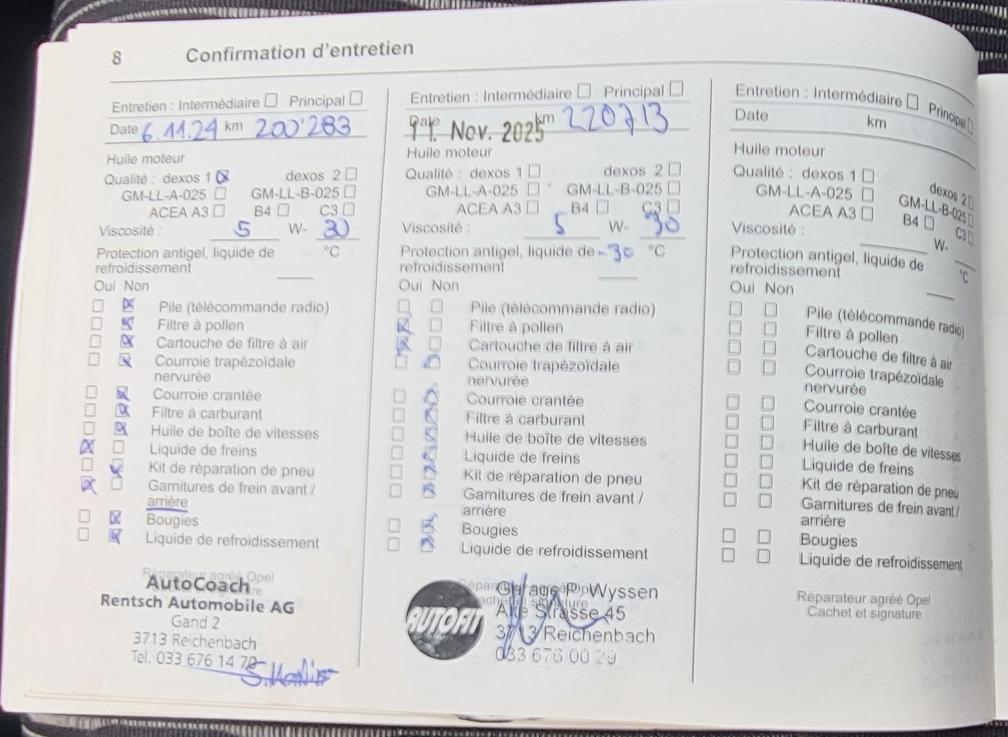 8 Confirmation d'entretien
Entretien : Intermédiaire ☐ Principal ☐
Date 6.11.24 km 200'283
Huile moteur
Qualité : dexos 1 ☒ dexos 2 ☐
GM-LL-A-025 ☐ GM-LL-B-025 ☐
ACEA A3 ☐ B4 ☐ C3 ☐
Viscosité : 5 W- 30
Protection antigel, liquide de °C
refroidissement
Oui Non
☐ ☒ Pile (télécommande radio)
☐ ☒ Filtre à pollen
☐ ☒ Cartouche de filtre à air
☐ ☒ Courroie trapézoïdale
nervurée
☐ ☒ Courroie crantée
☐ ☒ Filtre à carburant
☐ ☒ Huile de boîte de vitesses
☒ ☐ Liquide de freins
☐ ☒ Kit de réparation de pneu
☒ ☐ Garnitures de frein avant /
arrière
☐ ☒ Bougies
☐ ☒ Liquide de refroidissement
Réparateur agréé Opel
AutoCoach
Rentsch Automobile AG
Gand 2
3713 Reichenbach
Tel. 033 676 14 70
Entretien : Intermédiaire ☐ Principal ☐
Date 11. Nov. 2025 km 220713
Huile moteur
Qualité : dexos 1 ☐ dexos 2 ☐
GM-LL-A-025 ☐ GM-LL-B-025 ☐
ACEA A3 ☐ B4 ☐ C3 ☐
Viscosité : 5 W- 30
Protection antigel, liquide de -30 °C
refroidissement
Oui Non
☐ ☐ Pile (télécommande radio)
☒ ☐ Filtre à pollen
☒ ☐ Cartouche de filtre à air
☐ ☒ Courroie trapézoïdale
nervurée
☐ ☒ Courroie crantée
☐ ☒ Filtre à carburant
☐ ☒ Huile de boîte de vitesses
☐ ☒ Liquide de freins
☐ ☒ Kit de réparation de pneu
☐ ☒ Garnitures de frein avant /
arrière
☐ ☒ Bougies
☐ ☒ Liquide de refroidissement
AUTOFIT
Garage P. Wyssen
Alte Strasse 45
3713 Reichenbach
033 676 00 29
Entretien : Intermédiaire ☐ Principal ☐
Date km
Huile moteur
Qualité : dexos 1 ☐ dexos 2 ☐
GM-LL-A-025 ☐ GM-LL-B-025 ☐
ACEA A3 ☐ B4 ☐ C3 ☐
Viscosité : W-
Protection antigel, liquide de °C
refroidissement
Oui Non
☐ ☐ Pile (télécommande radio)
☐ ☐ Filtre à pollen
☐ ☐ Cartouche de filtre à air
☐ ☐ Courroie trapézoïdale
nervurée
☐ ☐ Courroie crantée
☐ ☐ Filtre à carburant
☐ ☐ Huile de boîte de vitesses
☐ ☐ Liquide de freins
☐ ☐ Kit de réparation de pneu
☐ ☐ Garnitures de frein avant /
arrière
☐ ☐ Bougies
☐ ☐ Liquide de refroidissement
Réparateur agréé Opel
Cachet et signature